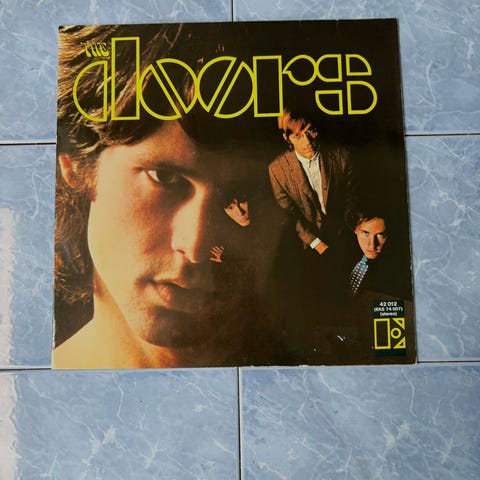 THE
doors
42 012
(EKS 74 007)
(stereo)